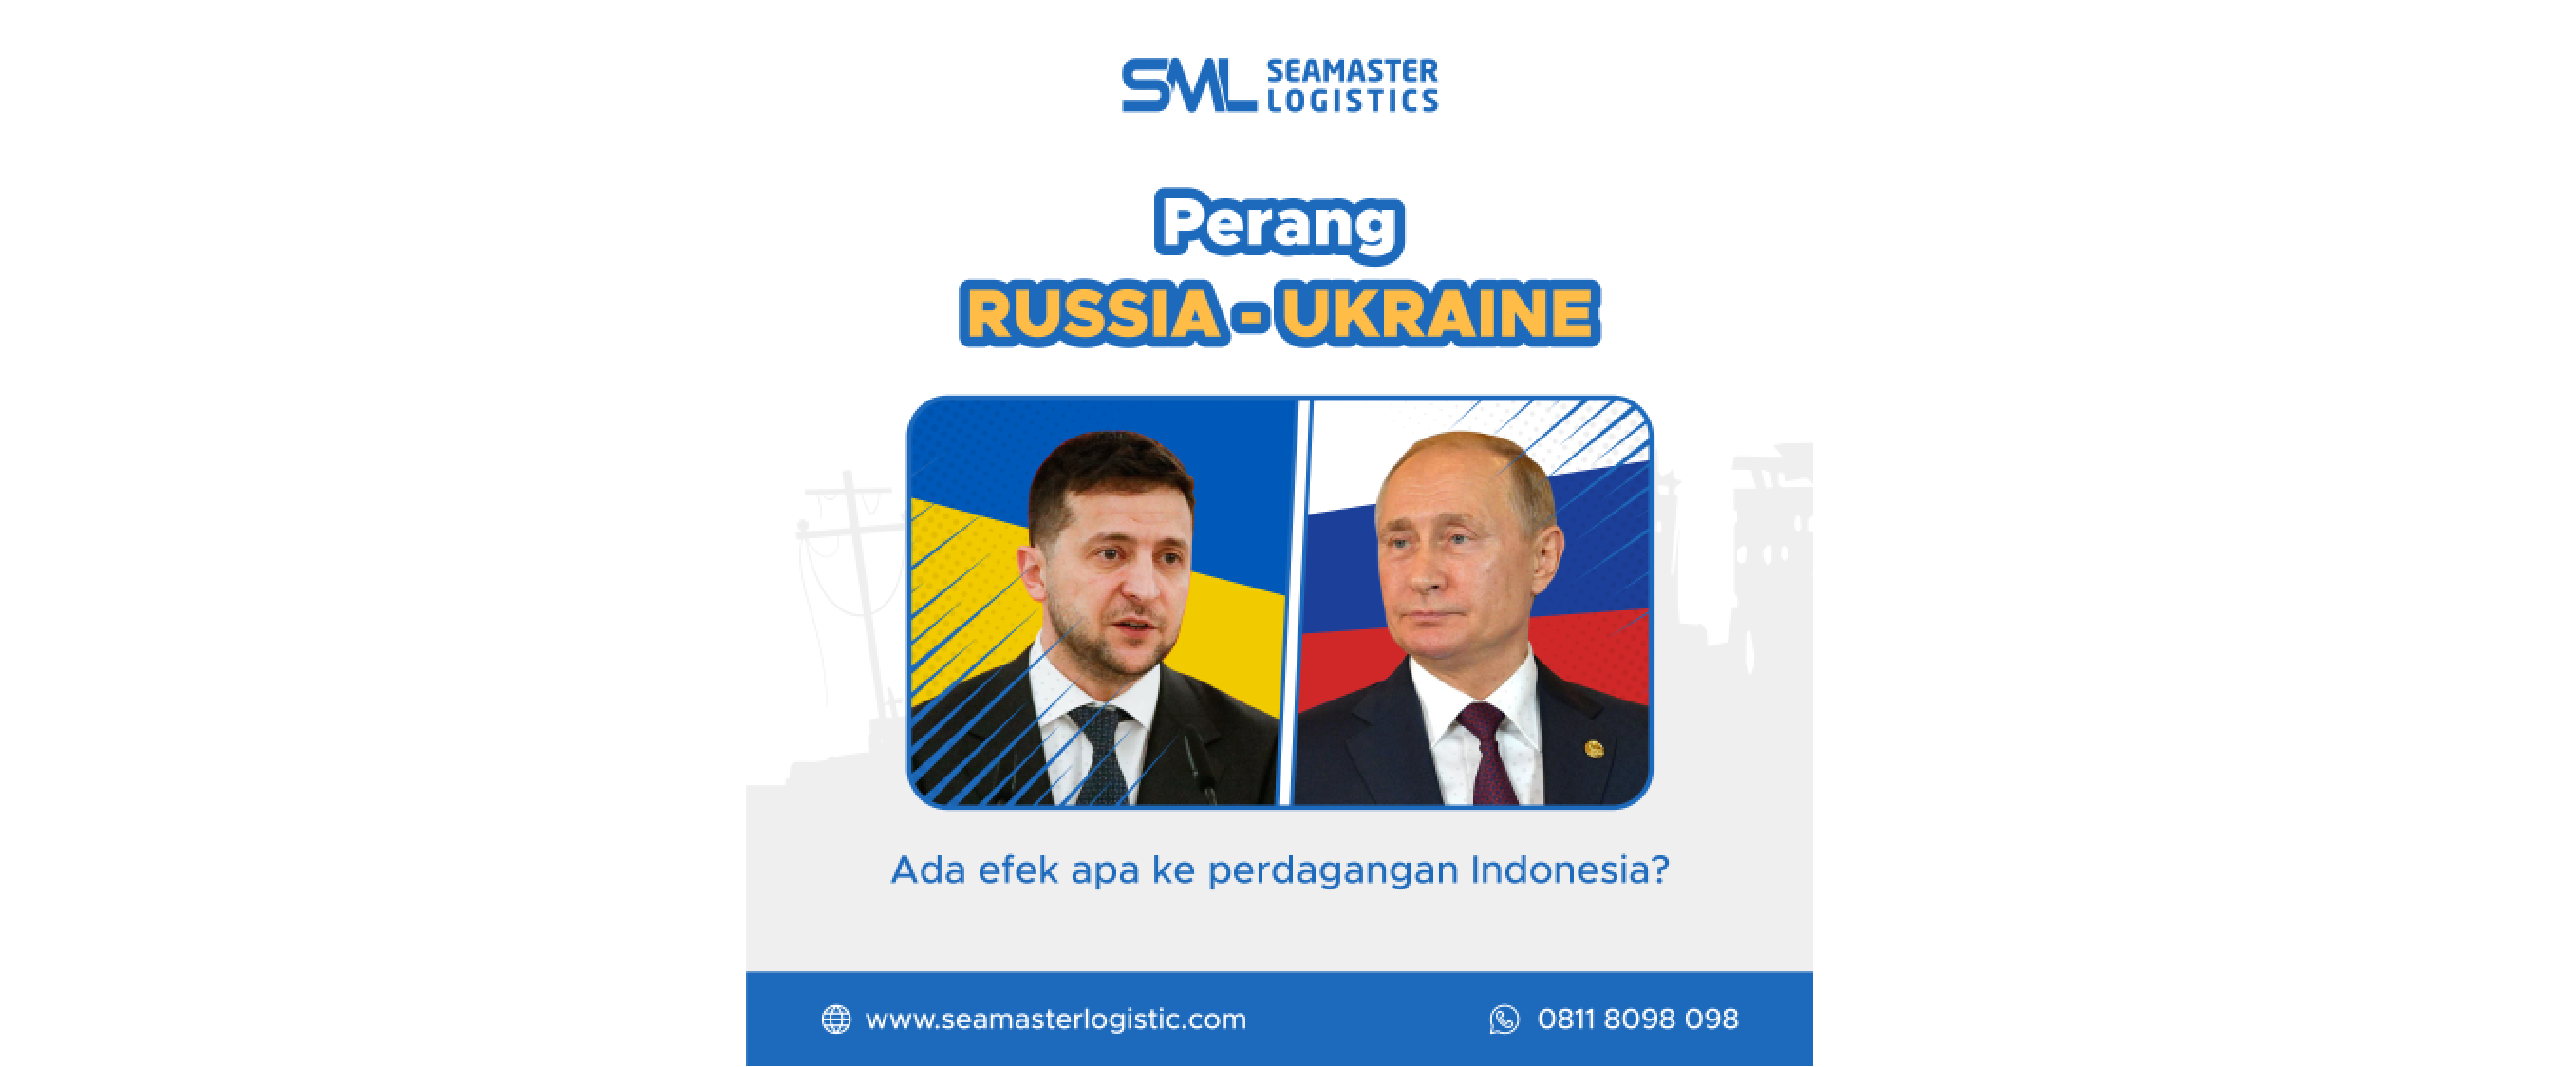 SML SEAMASTER
LOGISTICS
Perang
RUSSIA - UKRAINE
Ada efek apa ke perdagangan Indonesia?
www.seamasterlogistic.com
0811 8098 098